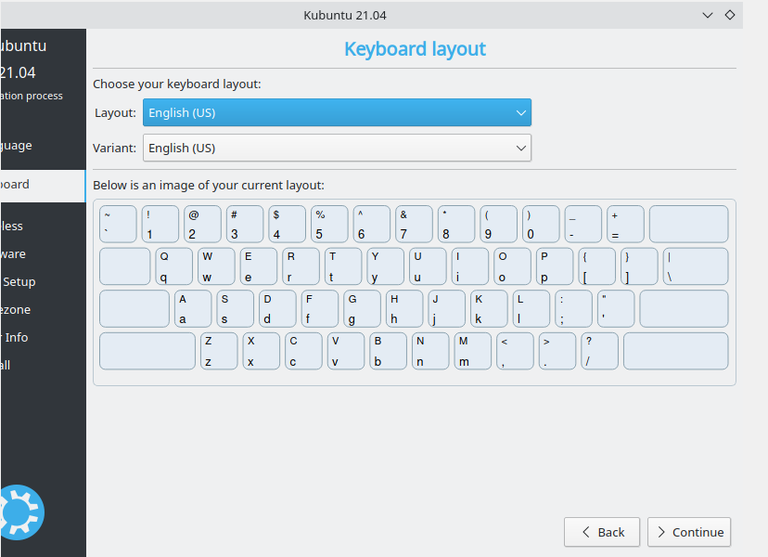 Kubuntu 21.04
ubuntu
21.04
ation process
guage
board
less
ware
Setup
ezone
Info
all
Keyboard layout
Choose your keyboard layout:
Layout: English (US)
Variant: English (US)
Below is an image of your current layout:
~ ! @ # $ % ^ & * ( ) _ +
` 1 2 3 4 5 6 7 8 9 0 - =
Q W E R T Y U I O P { } |
q w e r t y u i o p [ ] \
A S D F G H J K L : "
a s d f g h j k l ; '
Z X C V B N M < > ?
z x c v b n m , . /
Back Continue